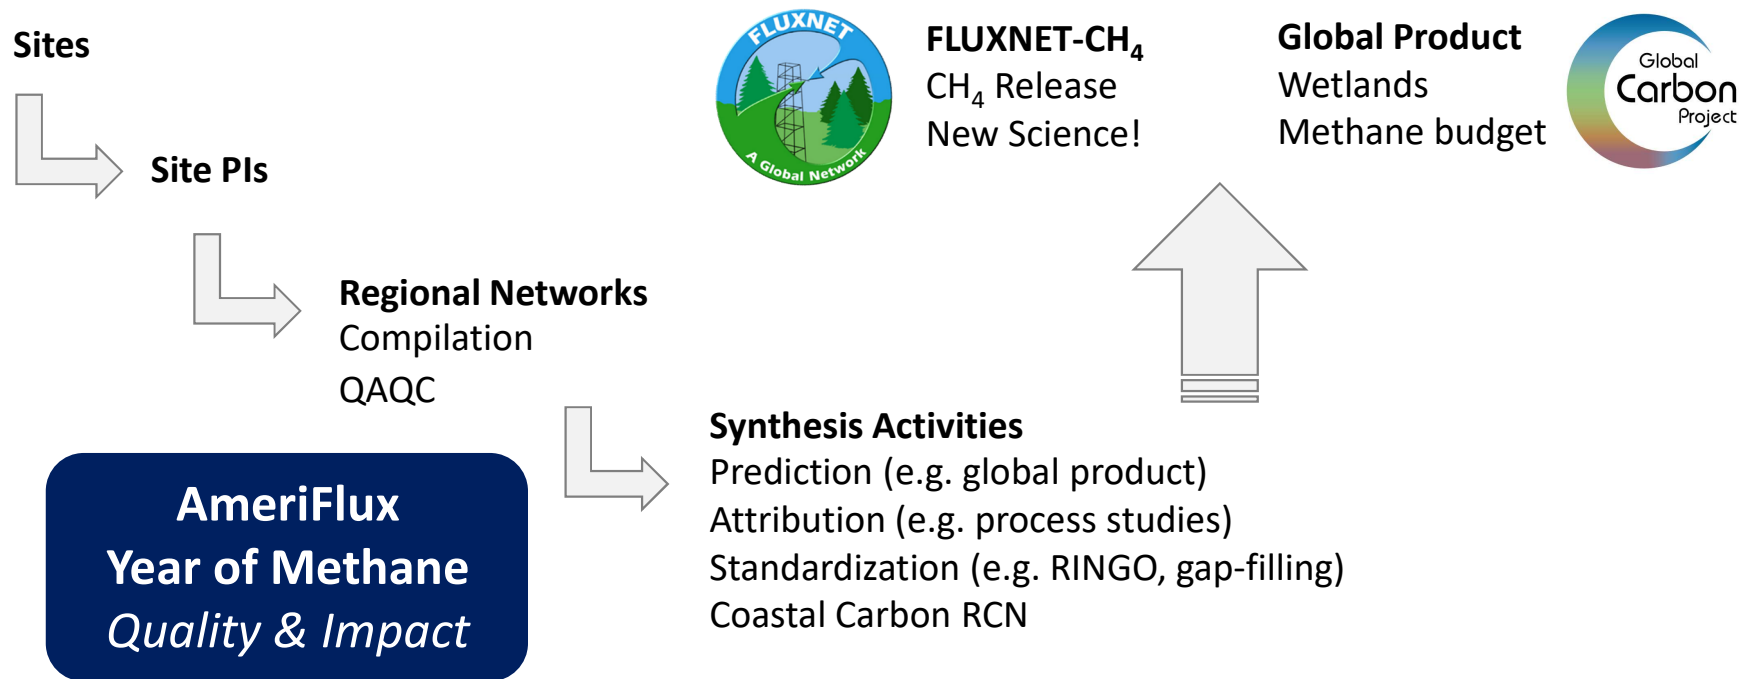 Sites
Site PIs
Regional Networks
Compilation
QAQC
AmeriFlux
Year of Methane
Quality & Impact
Synthesis Activities
Prediction (e.g. global product)
Attribution (e.g. process studies)
Standardization (e.g. RINGO, gap-filling)
Coastal Carbon RCN
FLUXNET
A Global Network
FLUXNET-CH₄
CH₄ Release
New Science!
Global Product
Wetlands
Methane budget
Global
Carbon
Project